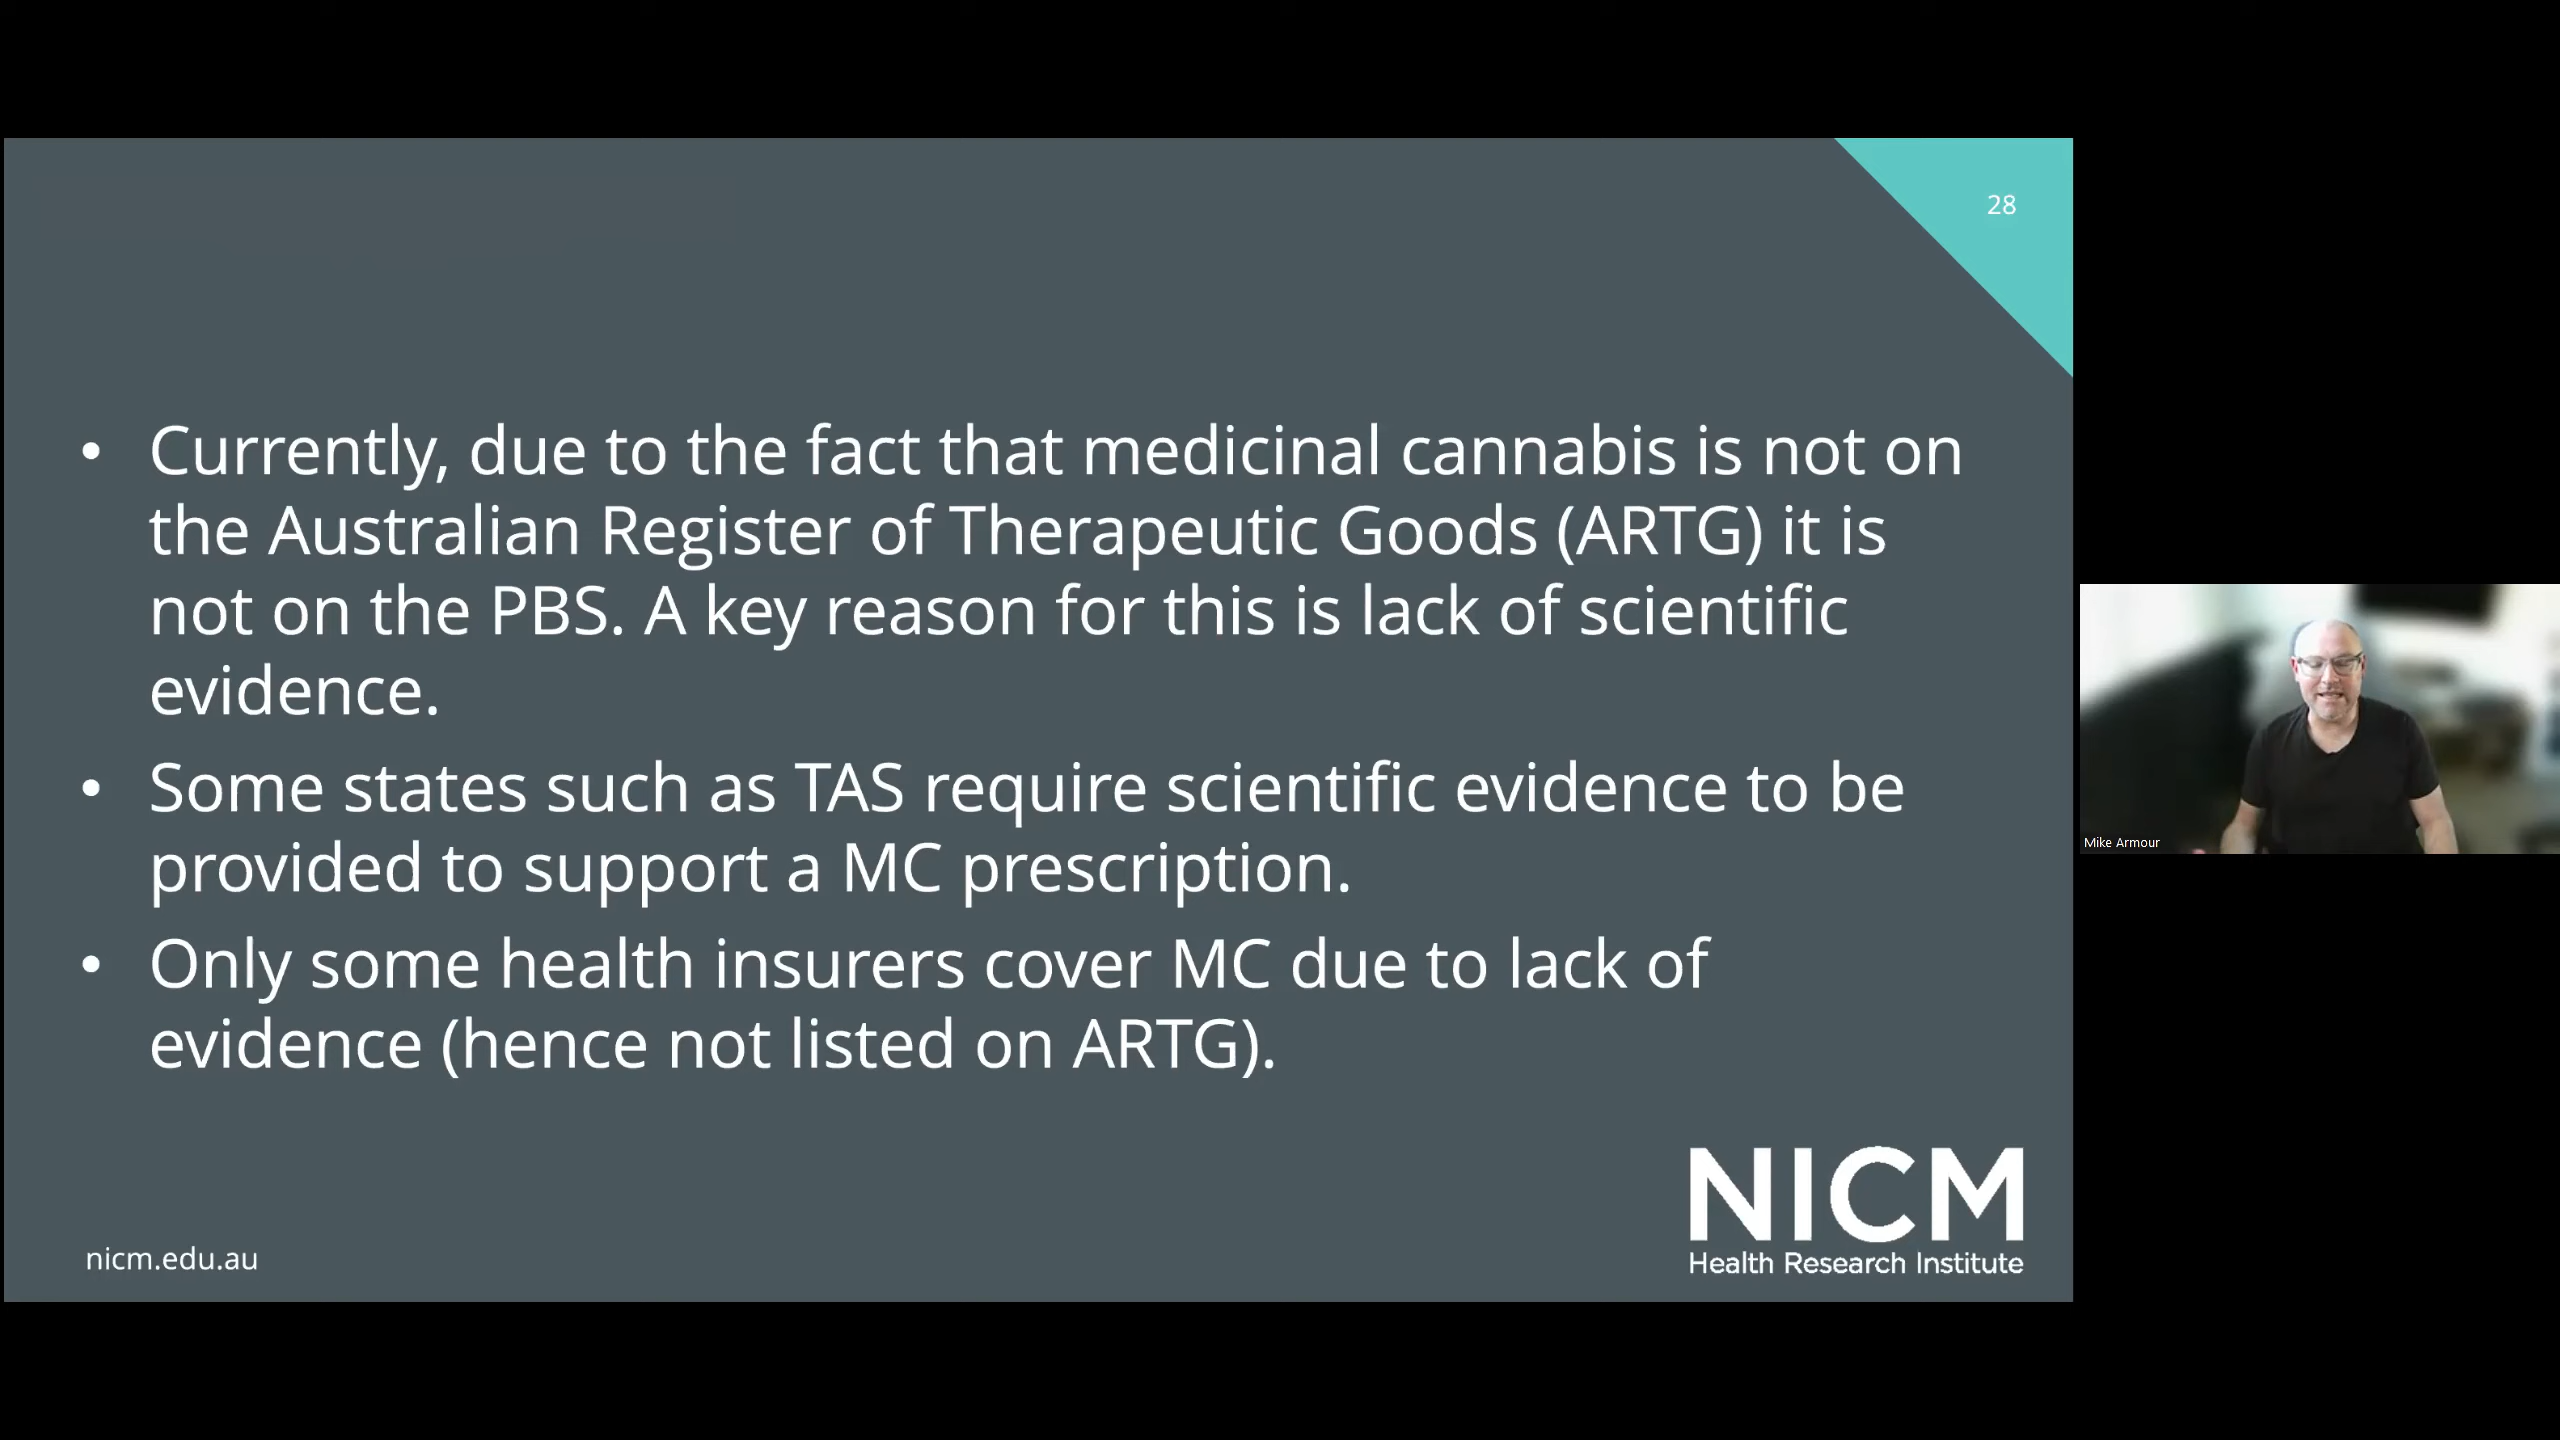 28
• Currently, due to the fact that medicinal cannabis is not on
the Australian Register of Therapeutic Goods (ARTG) it is
not on the PBS. A key reason for this is lack of scientific
evidence.
• Some states such as TAS require scientific evidence to be
provided to support a MC prescription.
• Only some health insurers cover MC due to lack of
evidence (hence not listed on ARTG).
nicm.edu.au
NICM
Health Research Institute
Mike Armour